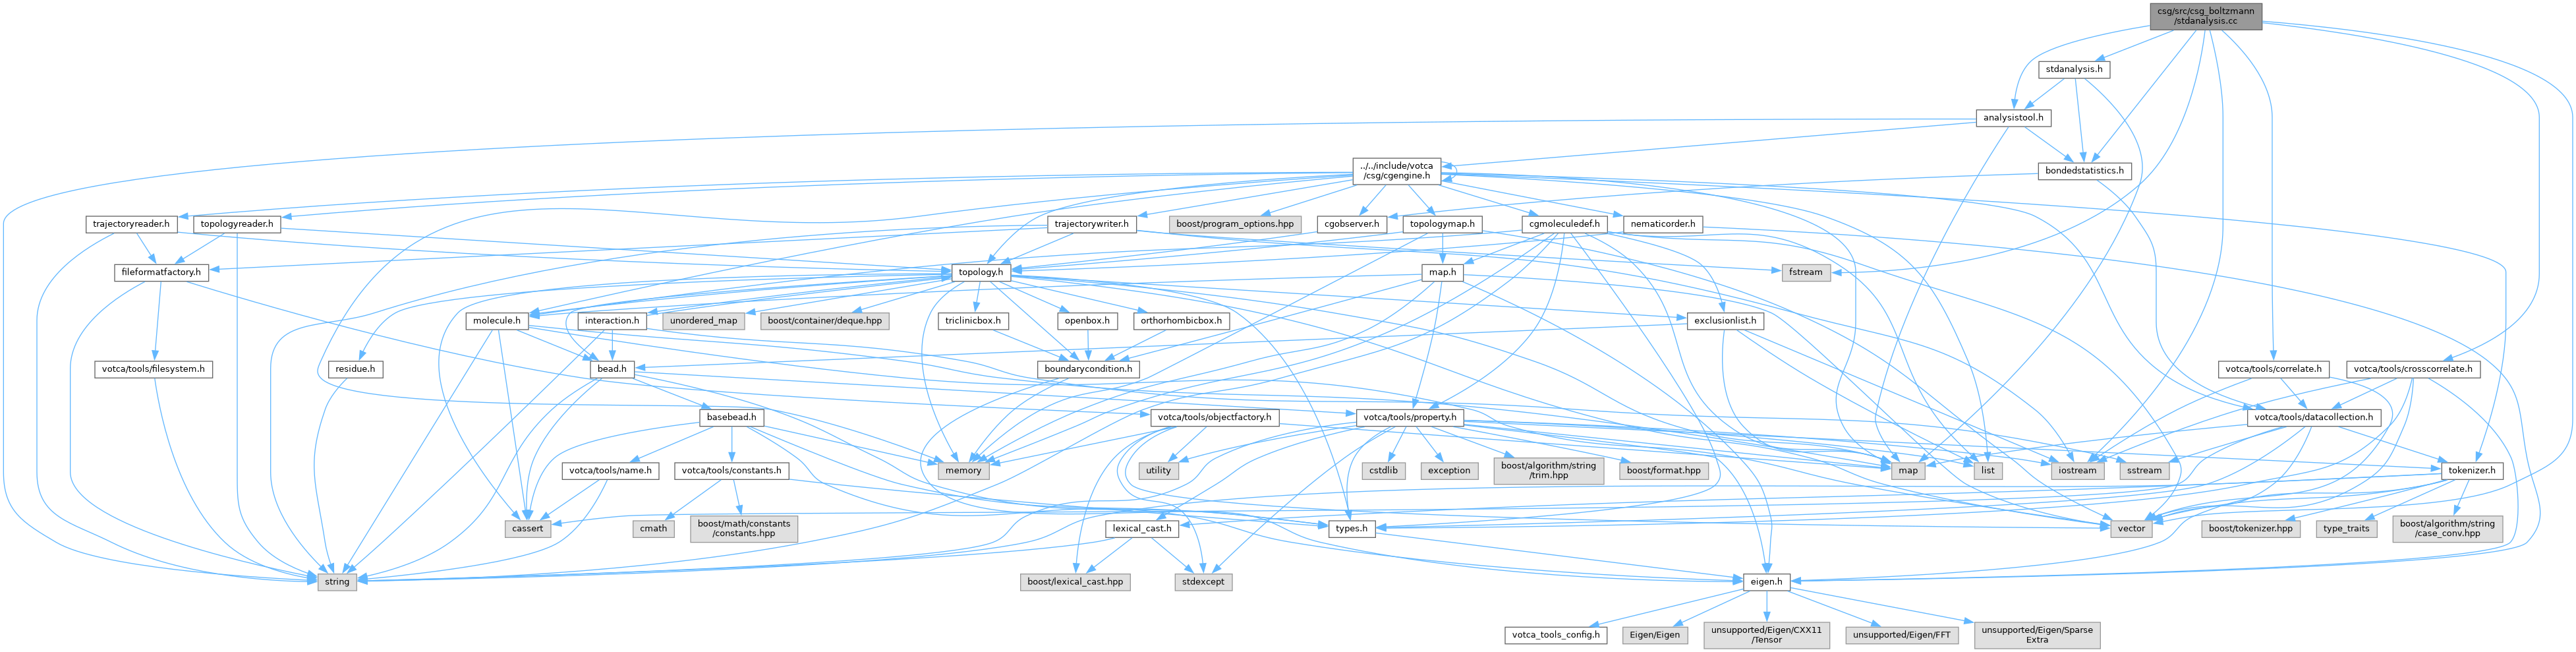 csg/src/csg_boltzmann
/stdanalysis.cc
stdanalysis.h
analysistool.h
../../include/votca
/csg/cgengine.h
bondedstatistics.h
trajectoryreader.h
topologyreader.h
trajectorywriter.h
boost/program_options.hpp
cgobserver.h
topologymap.h
cgmoleculedef.h
nematicorder.h
fileformatfactory.h
topology.h
map.h
fstream
molecule.h
interaction.h
unordered_map
boost/container/deque.hpp
triclinicbox.h
openbox.h
orthorhombicbox.h
exclusionlist.h
votca/tools/filesystem.h
residue.h
bead.h
boundarycondition.h
votca/tools/correlate.h
votca/tools/crosscorrelate.h
basebead.h
votca/tools/objectfactory.h
votca/tools/property.h
votca/tools/datacollection.h
votca/tools/name.h
votca/tools/constants.h
memory
utility
cstdlib
exception
boost/algorithm/string
/trim.hpp
boost/format.hpp
map
list
iostream
sstream
tokenizer.h
cassert
cmath
boost/math/constants
/constants.hpp
lexical_cast.h
types.h
vector
boost/tokenizer.hpp
type_traits
boost/algorithm/string
/case_conv.hpp
string
boost/lexical_cast.hpp
stdexcept
eigen.h
votca_tools_config.h
Eigen/Eigen
unsupported/Eigen/CXX11
/Tensor
unsupported/Eigen/FFT
unsupported/Eigen/Sparse
Extra